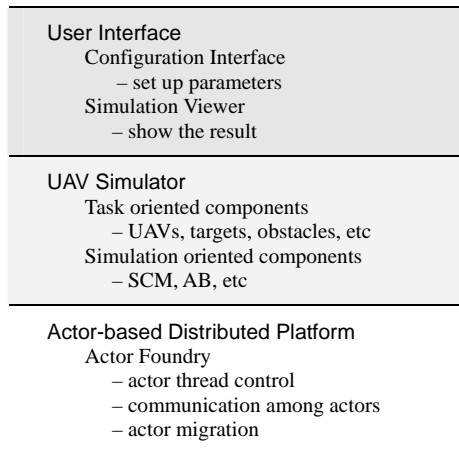 User Interface
Configuration Interface
– set up parameters
Simulation Viewer
– show the result
UAV Simulator
Task oriented components
– UAVs, targets, obstacles, etc
Simulation oriented components
– SCM, AB, etc
Actor-based Distributed Platform
Actor Foundry
– actor thread control
– communication among actors
– actor migration